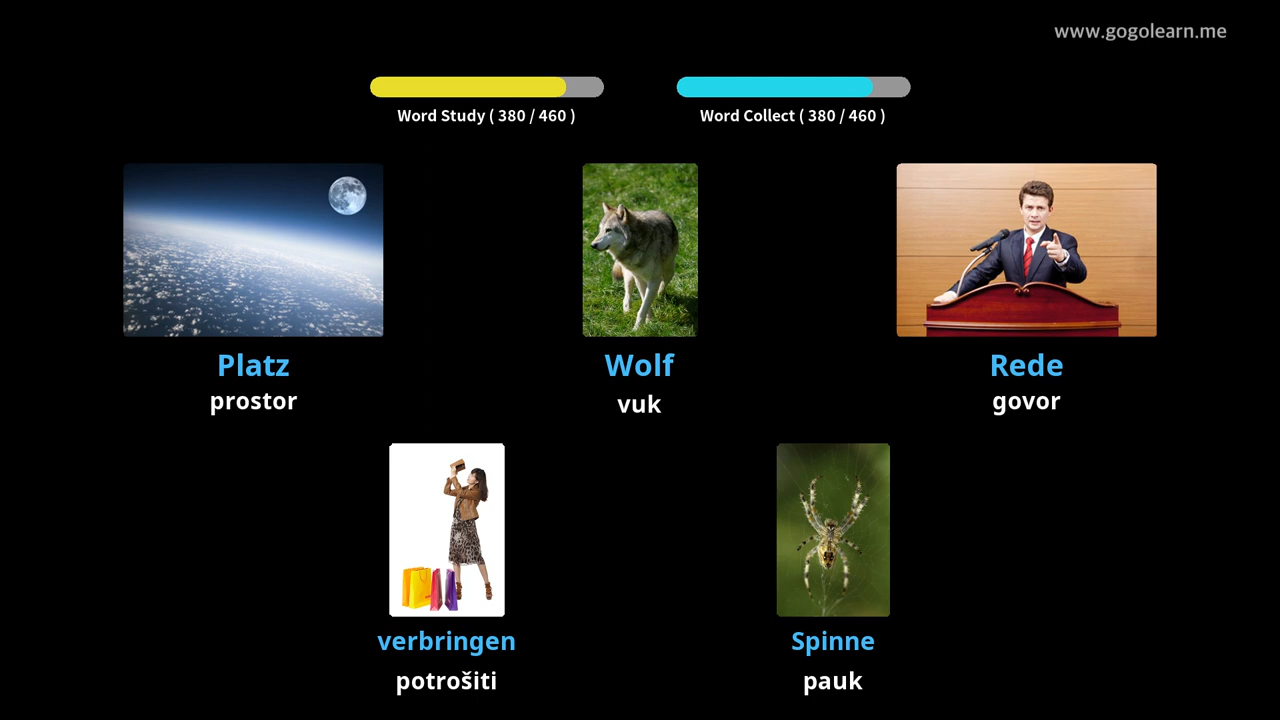 www.gogolearn.me
Word Study ( 380 / 460 )
Word Collect ( 380 / 460 )
Platz
prostor
Wolf
vuk
Rede
govor
verbringen
potrošiti
Spinne
pauk